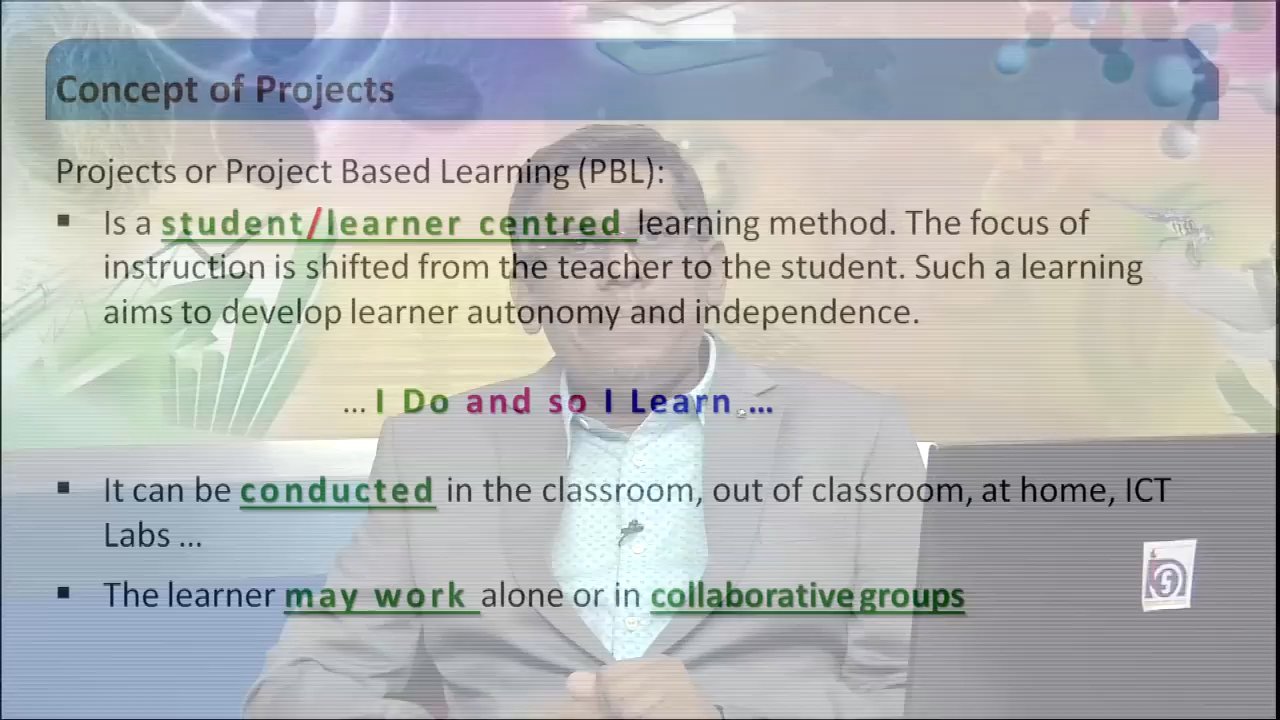 Concept of Projects
Projects or Project Based Learning (PBL):
▪ Is a student/learner centred learning method. The focus of
instruction is shifted from the teacher to the student. Such a learning
aims to develop learner autonomy and independence.
... I Do and so I Learn ...
▪ It can be conducted in the classroom, out of classroom, at home, ICT
Labs ...
▪ The learner may work alone or in collaborative groups